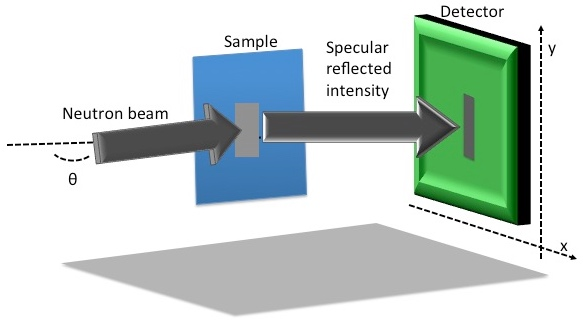 Detector
Sample
Specular
reflected
intensity
y
Neutron beam
θ
x